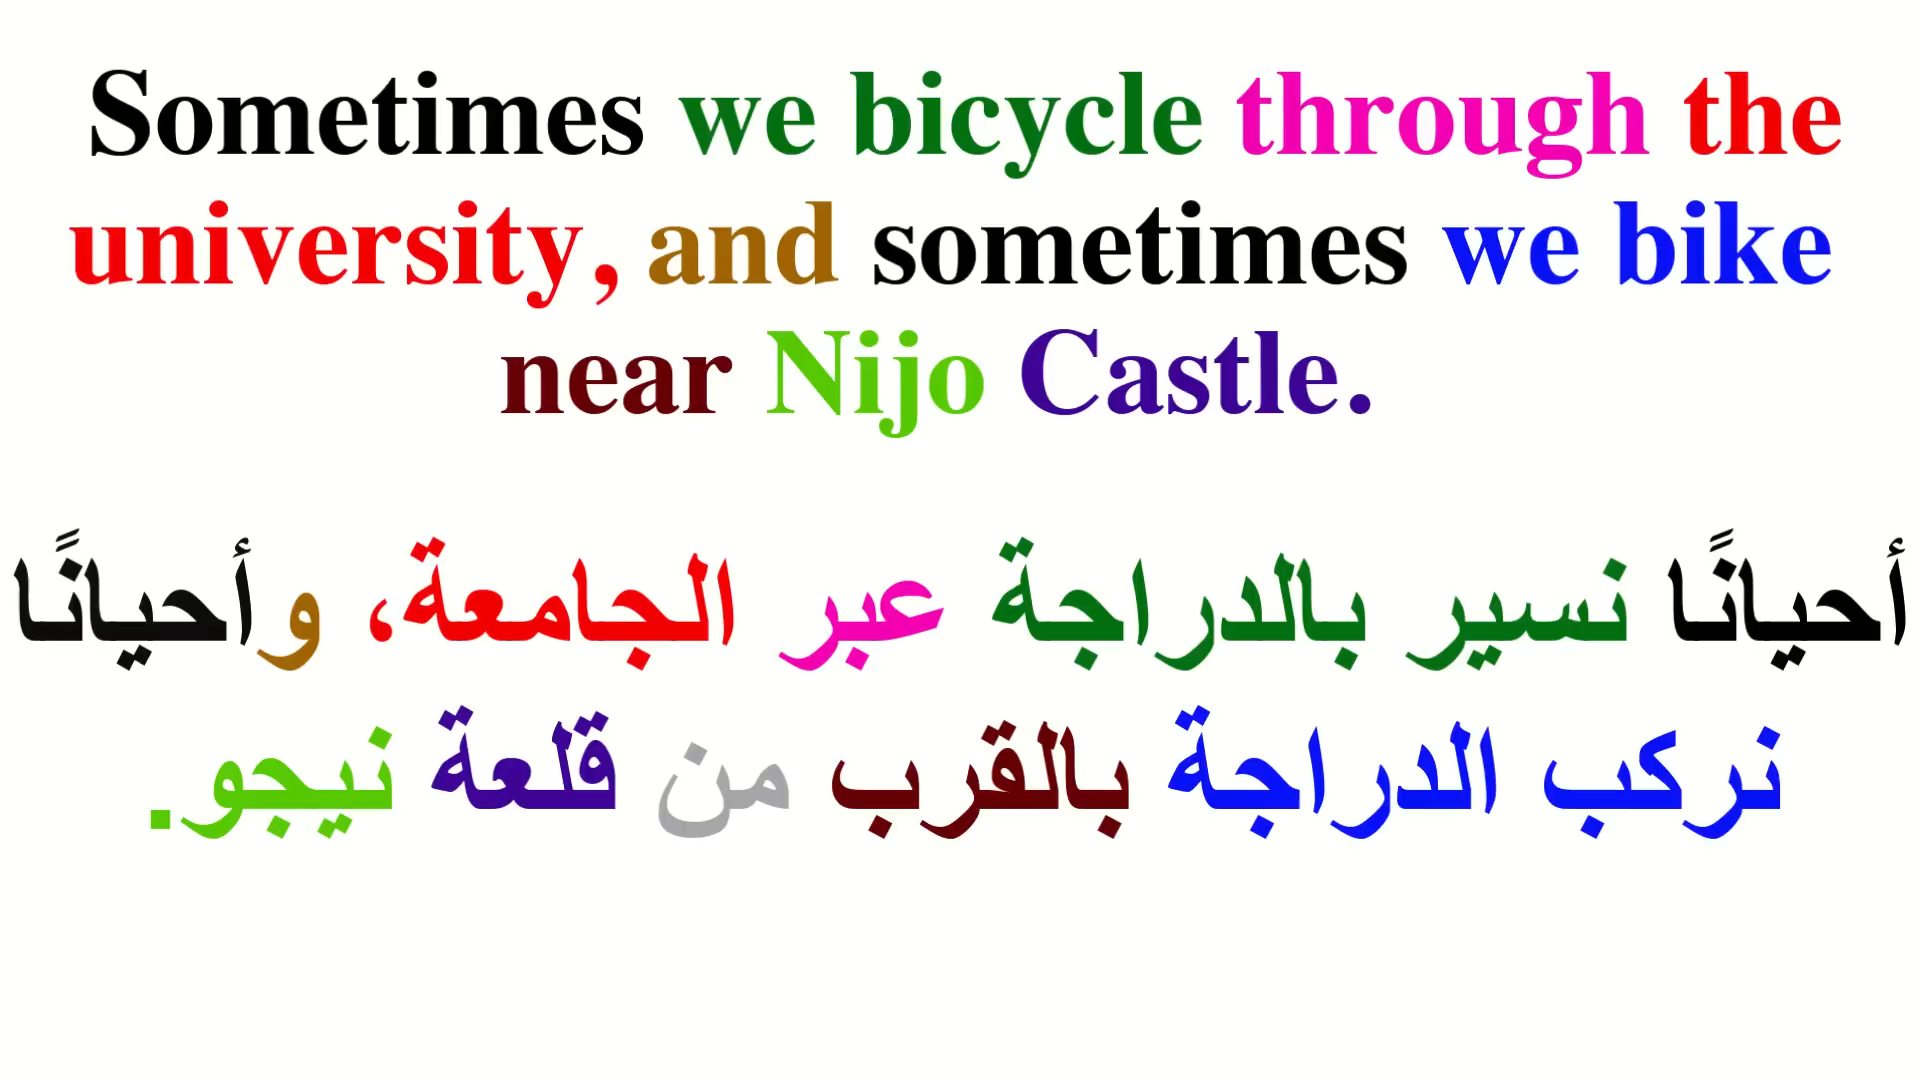 Sometimes we bicycle through the
university, and sometimes we bike
near Nijo Castle.
أحيانًا نسير بالدراجة عبر الجامعة، وأحيانًا
نركب الدراجة بالقرب من قلعة نيجو.